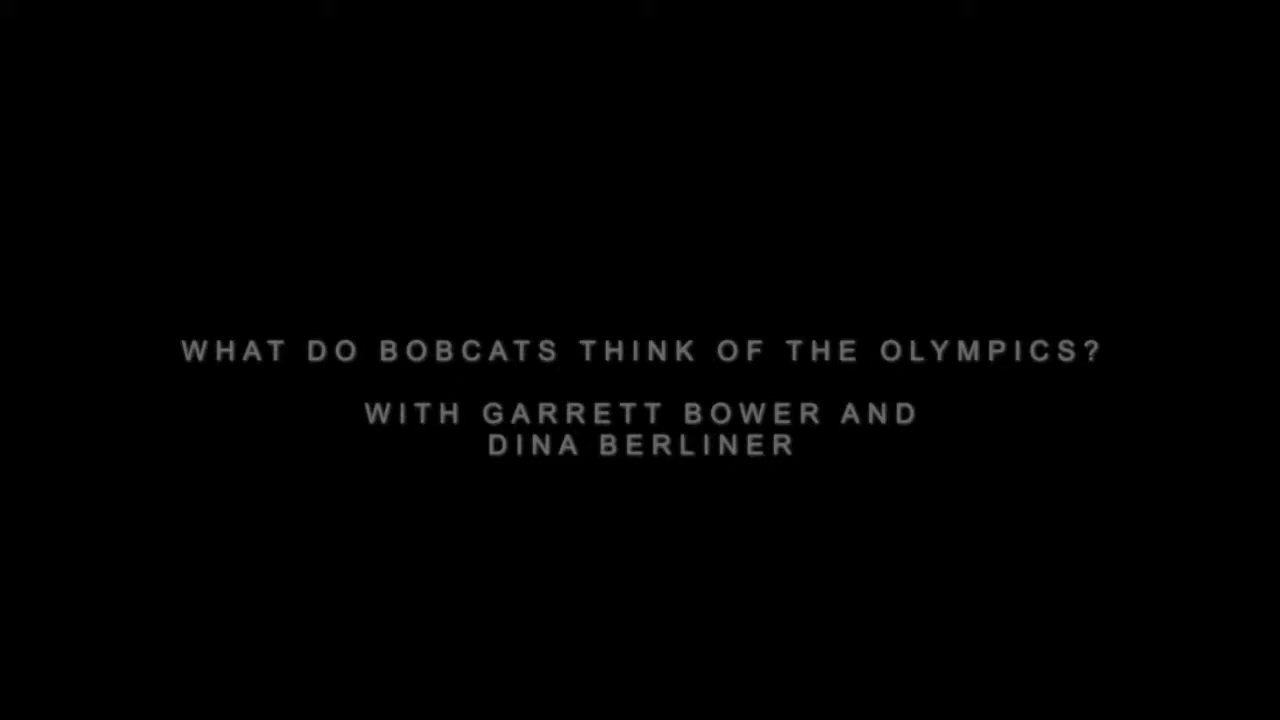 WHAT DO BOBCATS THINK OF THE OLYMPICS?
WITH GARRETT BOWER AND
DINA BERLINER